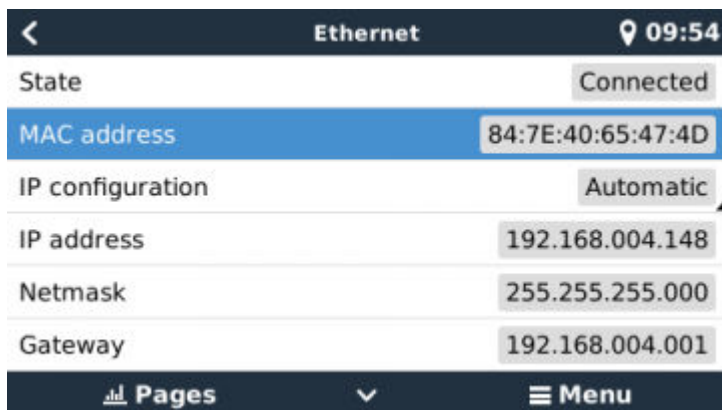 Ethernet 09:54
State Connected
MAC address 84:7E:40:65:47:4D
IP configuration Automatic
IP address 192.168.004.148
Netmask 255.255.255.000
Gateway 192.168.004.001
Pages Menu